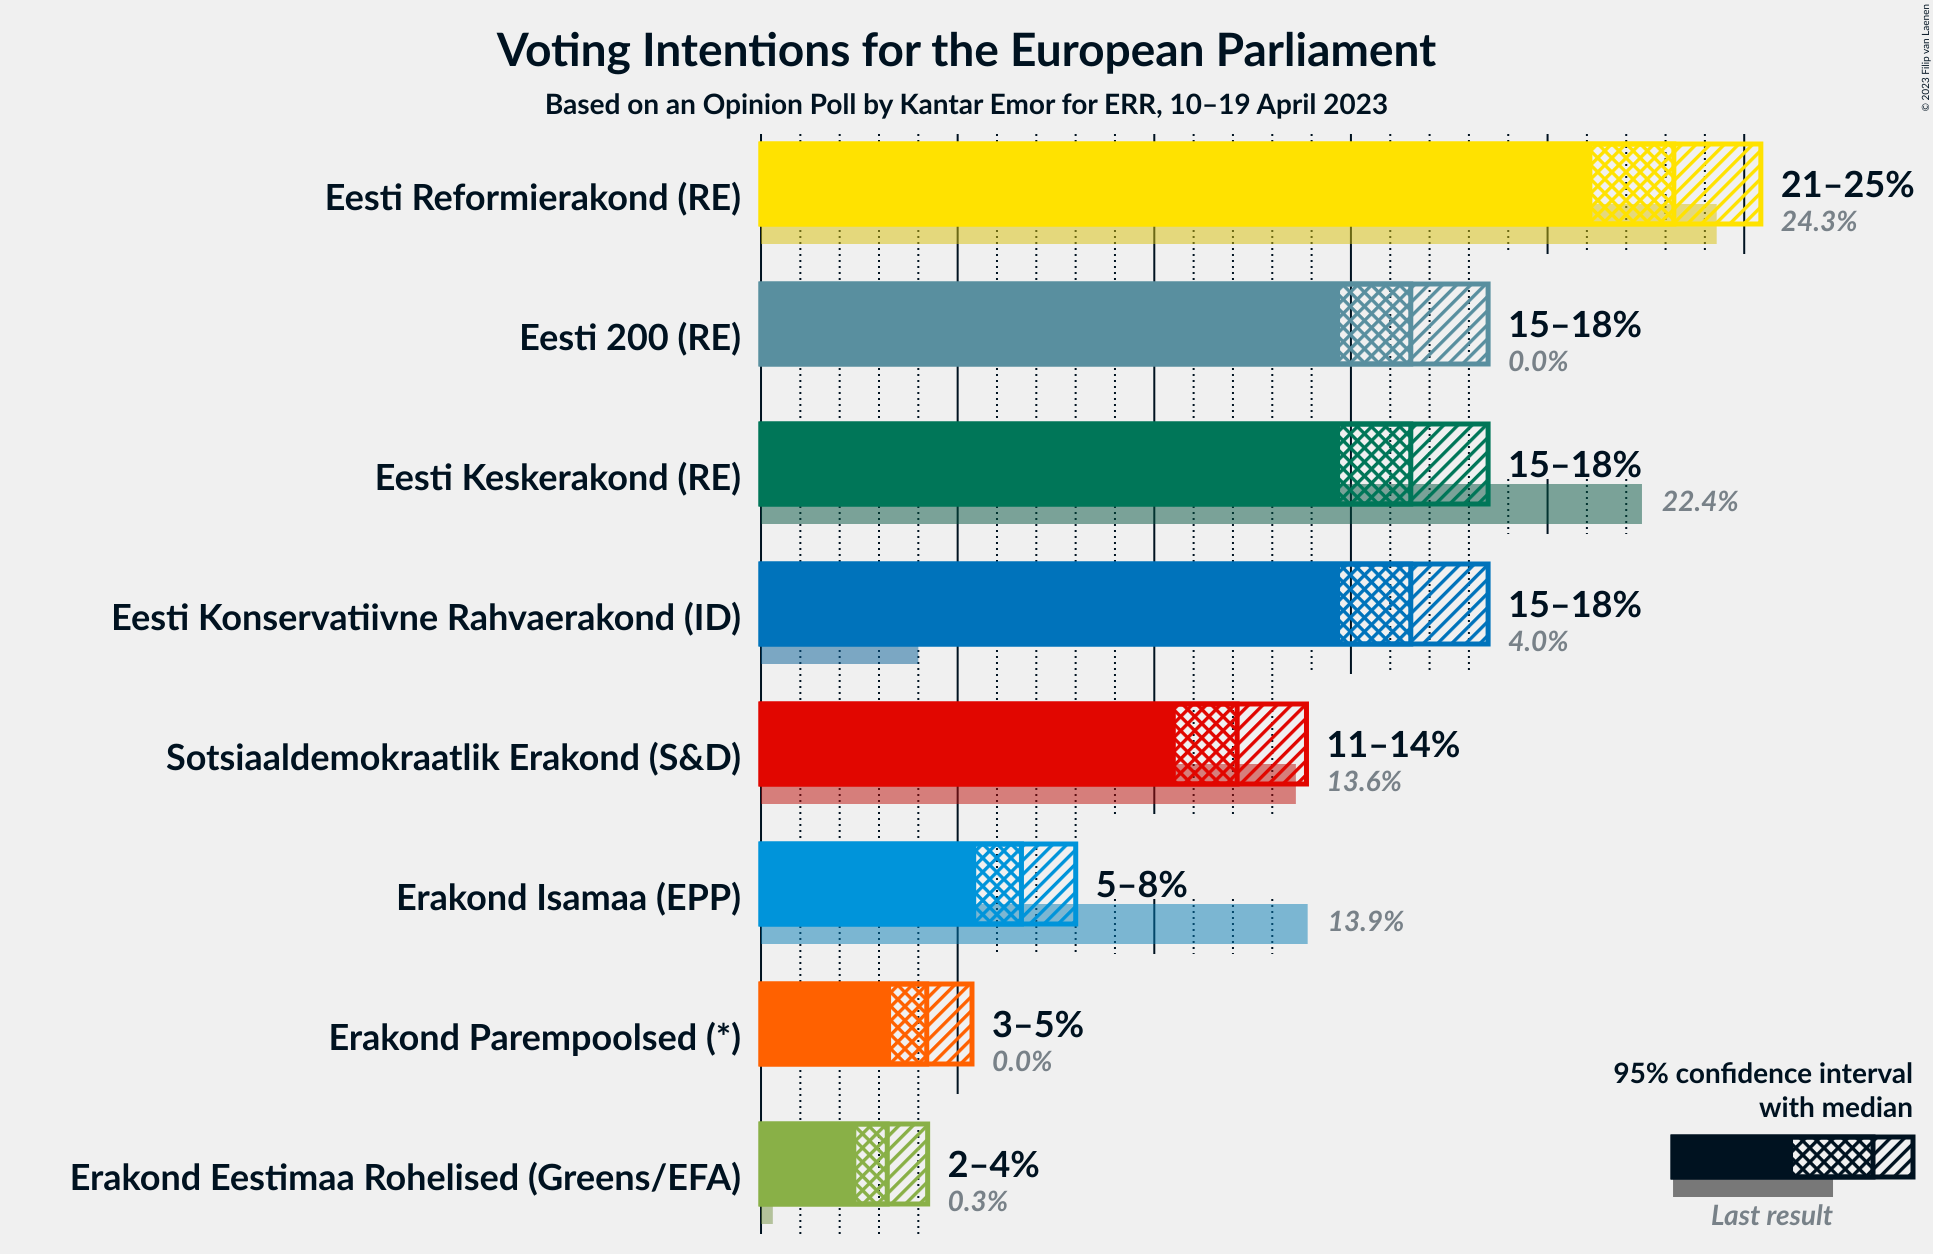 Voting Intentions for the European Parliament
Based on an Opinion Poll by Kantar Emor for ERR, 10–19 April 2023
© 2023 Filip van Laenen
Eesti Reformierakond (RE)
21–25%
24.3%
Eesti 200 (RE)
15–18%
0.0%
Eesti Keskerakond (RE)
15–18%
22.4%
Eesti Konservatiivne Rahvaerakond (ID)
15–18%
4.0%
Sotsiaaldemokraatlik Erakond (S&D)
11–14%
13.6%
Erakond Isamaa (EPP)
5–8%
13.9%
Erakond Parempoolsed (*)
3–5%
0.0%
Erakond Eestimaa Rohelised (Greens/EFA)
2–4%
0.3%
95% confidence interval
with median
Last result